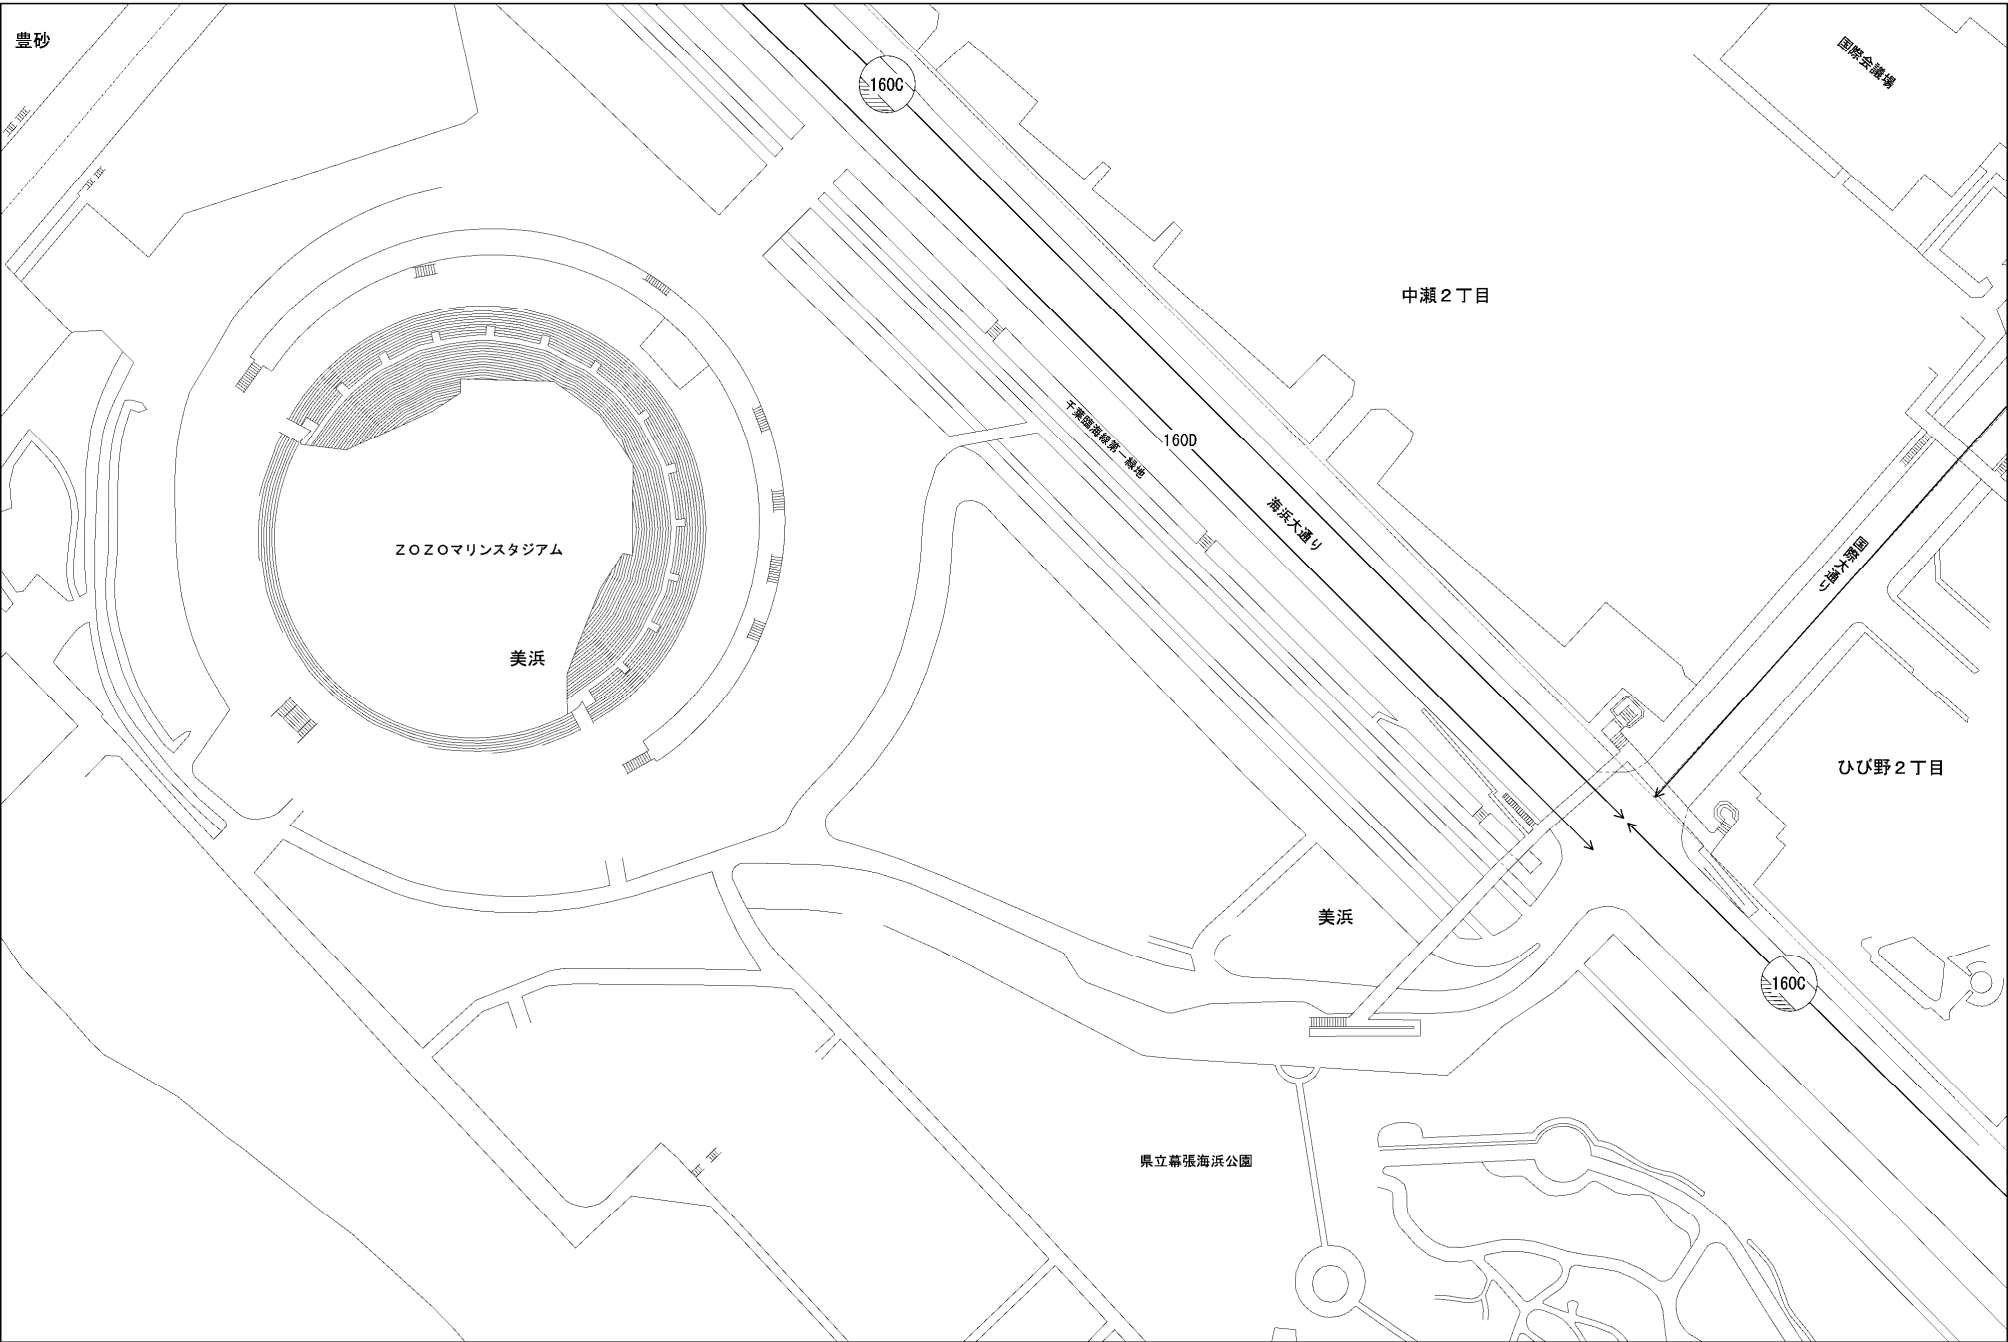 豊砂
160C
国際会議場
中瀬２丁目
千葉臨海線第一緑地
160D
海浜大通り
国際大通り
ＺＯＺＯマリンスタジアム
美浜
ひび野２丁目
美浜
160C
県立幕張海浜公園